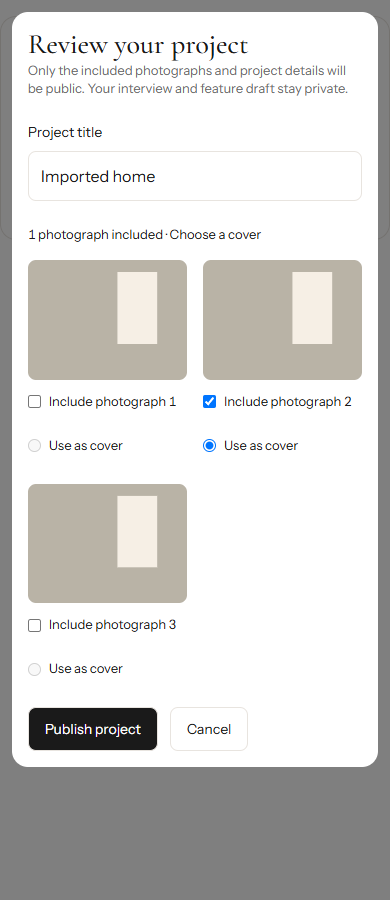 Review your project
Only the included photographs and project details will
be public. Your interview and feature draft stay private.
Project title
Imported home
1 photograph included · Choose a cover
Include photograph 1
Use as cover
Include photograph 2
Use as cover
Include photograph 3
Use as cover
Publish project
Cancel